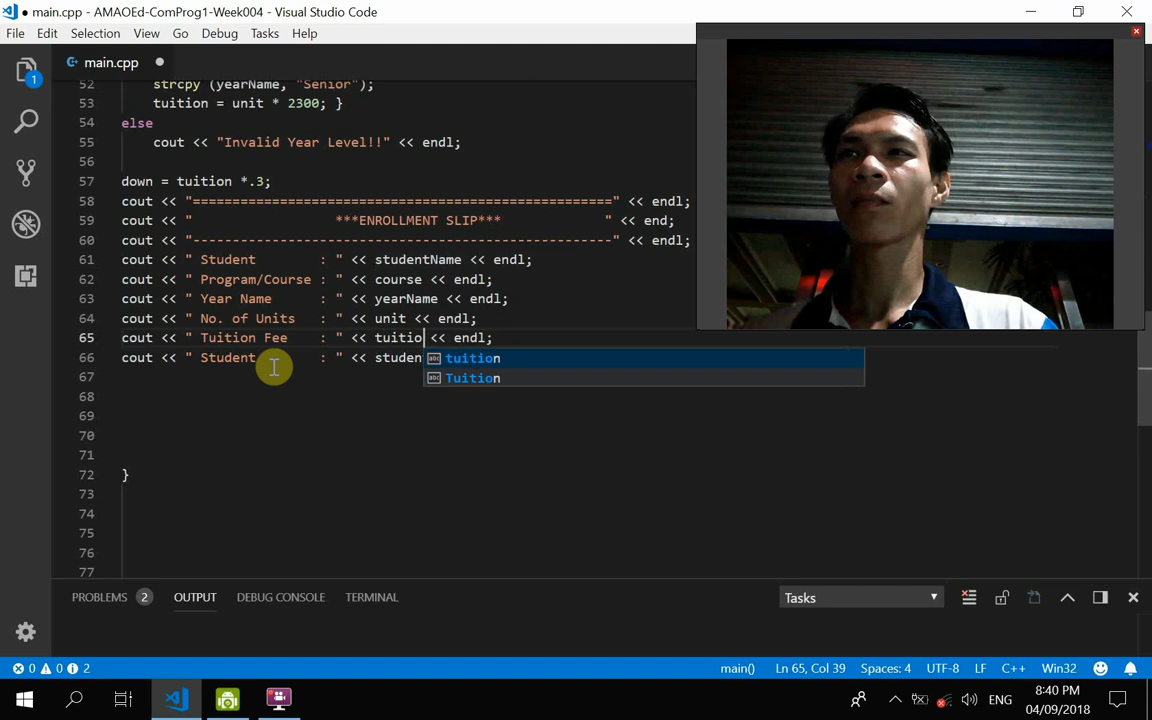 ● main.cpp - AMAOEd-ComProg1-Week004 - Visual Studio Code
File Edit Selection View Go Debug Tasks Help
1
main.cpp ●
52 strcpy (yearName, "Senior");
53 tuition = unit * 2300; }
54 else
55 cout << "Invalid Year Level!!" << endl;
56
57 down = tuition *.3;
58 cout << "=====================================================" << endl;
59 cout << "                  ***ENROLLMENT SLIP***             " << end;
60 cout << "-----------------------------------------------------" << endl;
61 cout << " Student        : " << studentName << endl;
62 cout << " Program/Course : " << course << endl;
63 cout << " Year Name      : " << yearName << endl;
64 cout << " No. of Units   : " << unit << endl;
65 cout << " Tuition Fee    : " << tuitio << endl;
66 cout << " Student        : " << studen
tuition
Tuition
67
68
69
70
71
72 }
73
74
75
76
77
PROBLEMS 2 OUTPUT DEBUG CONSOLE TERMINAL Tasks
0 0 2 main() Ln 65, Col 39 Spaces: 4 UTF-8 LF C++ Win32
ENG 8:40 PM
04/09/2018